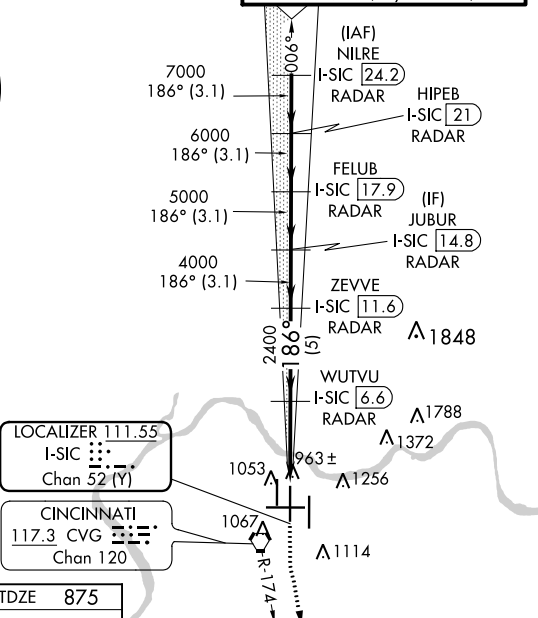 (IAF)
NILRE
I-SIC 24.2
RADAR
006°
7000
186° (3.1)
HIPEB
I-SIC 21
RADAR
6000
186° (3.1)
FELUB
I-SIC 17.9
RADAR
5000
186° (3.1)
(IF)
JUBUR
I-SIC 14.8
RADAR
4000
186° (3.1)
ZEVVE
I-SIC 11.6
RADAR
2400
186°
(5)
1848
WUTVU
I-SIC 6.6
RADAR
1788
1372
LOCALIZER 111.55
I-SIC
Chan 52 (Y)
963 ±
1053
1256
CINCINNATI
117.3 CVG
Chan 120
1067
1114
R-174
TDZE 875